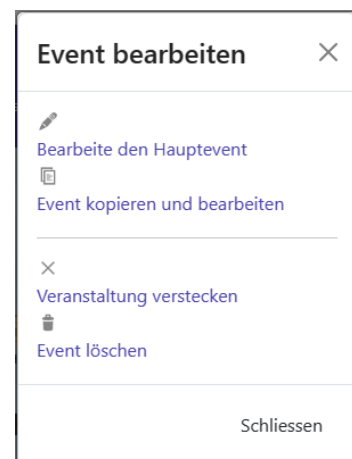 Event bearbeiten
Bearbeite den Hauptevent
Event kopieren und bearbeiten
Veranstaltung verstecken
Event löschen
Schliessen